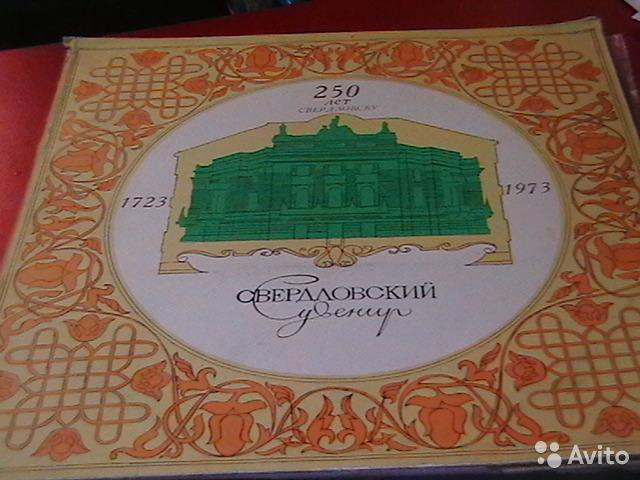 250
ЛЕТ
СВЕРДЛОВСКУ
1723
1973
СВЕРДЛОВСКИЙ
Сувенир
Avito